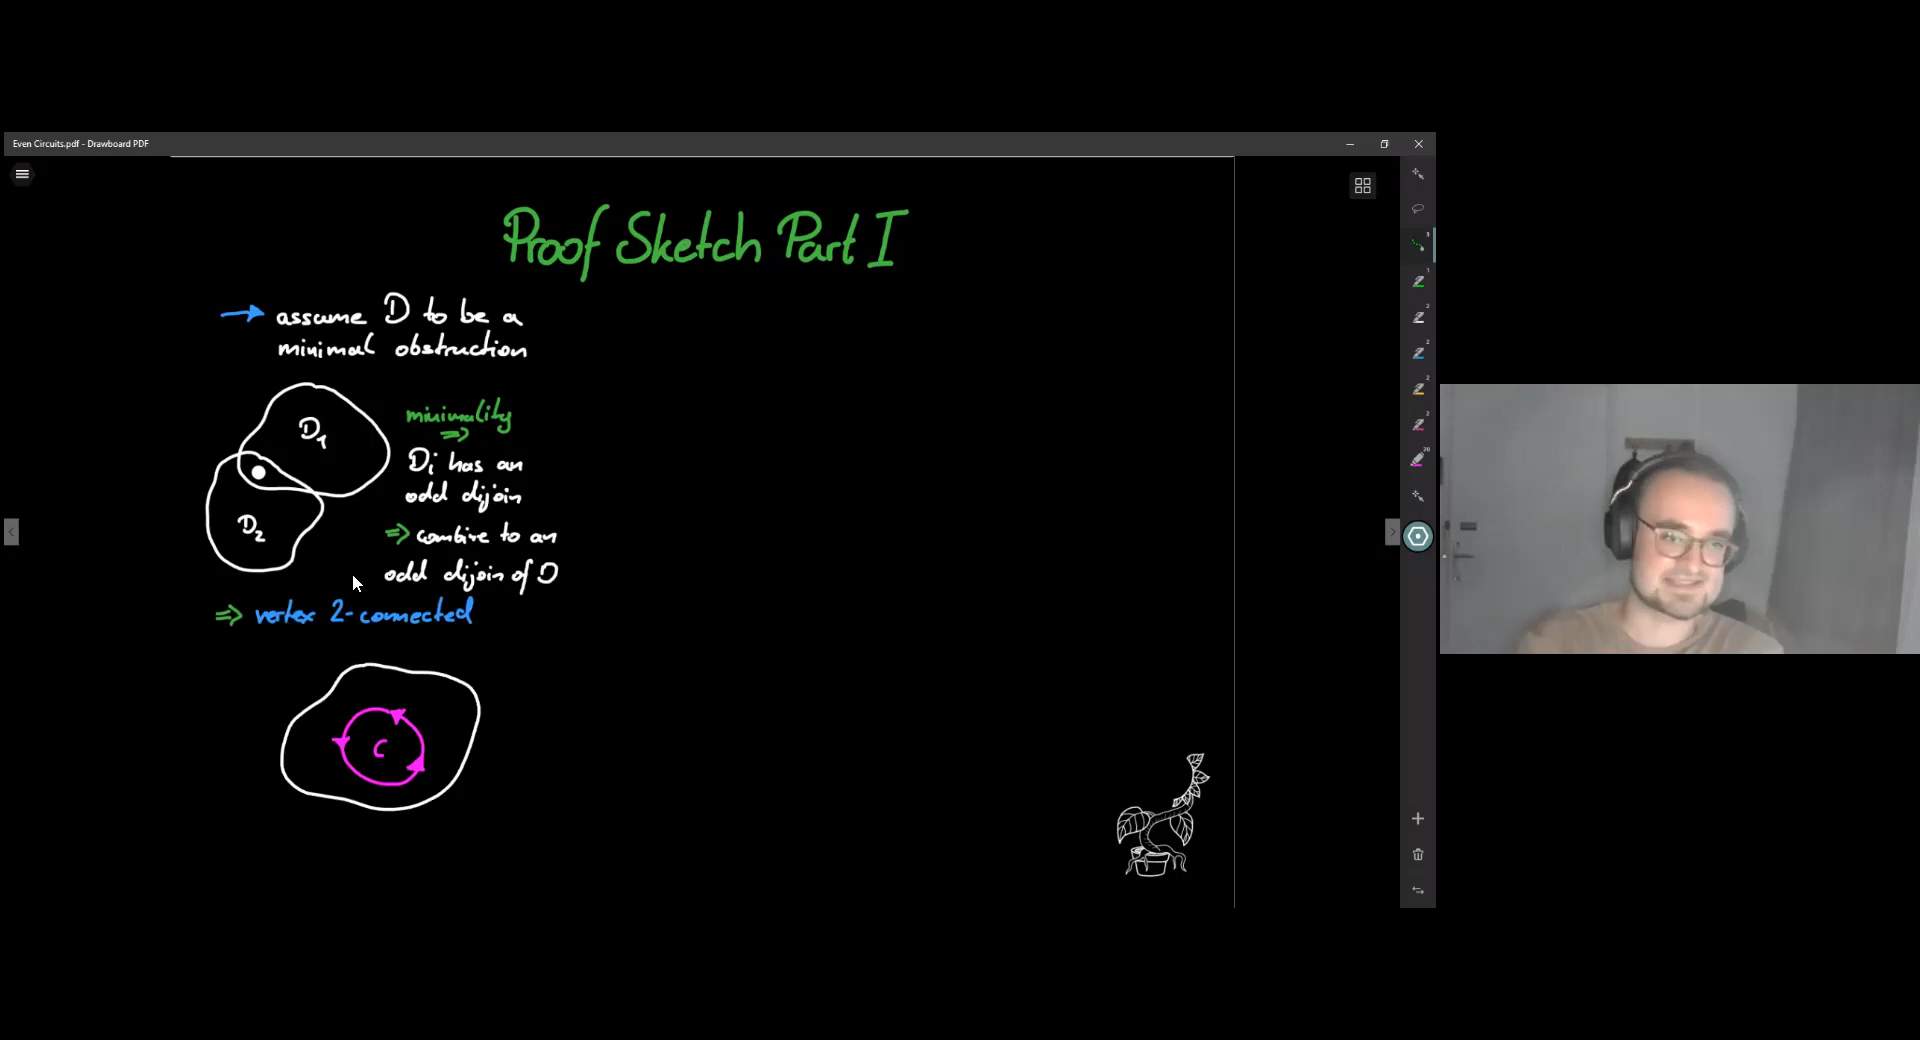 Even Circuits.pdf - Drawboard PDF
Proof Sketch Part I
→ assume D to be a
minimal obstruction
D1
D2
minimality
⇒
Di has an
odd dijoin
⇒ combine to an
odd dijoin of D
⇒ vertex 2-connected
C